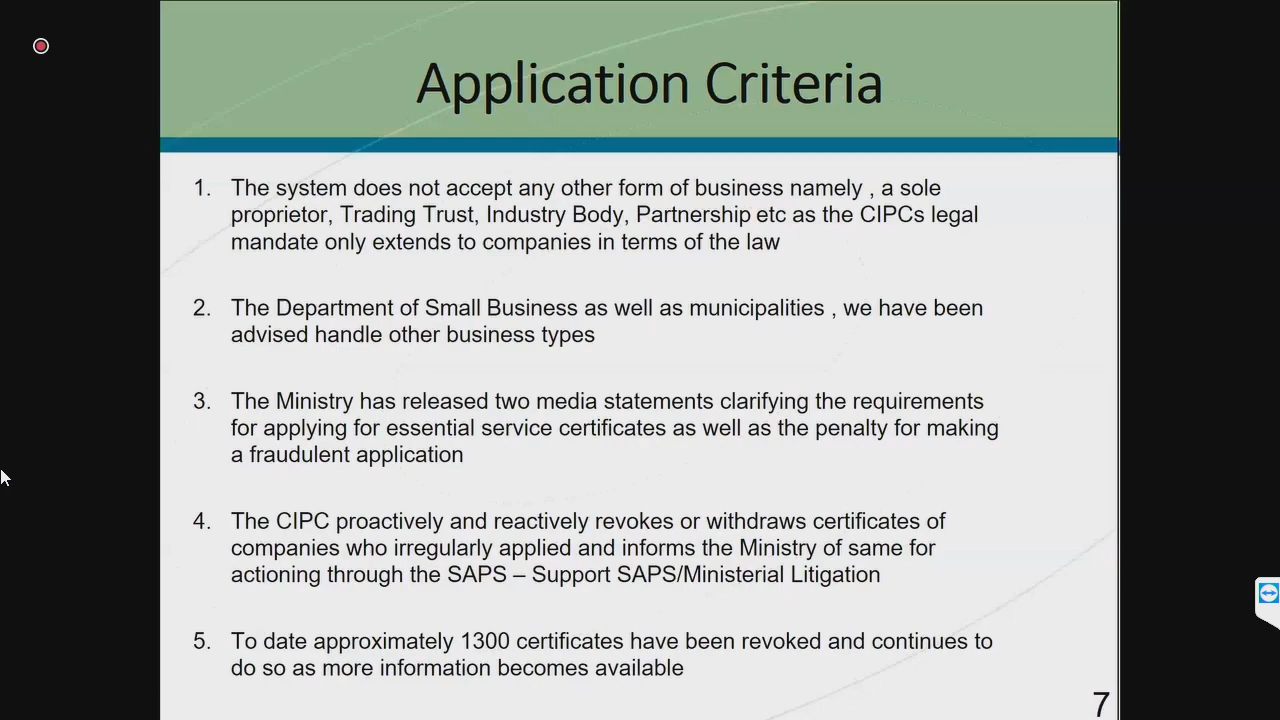 Application Criteria
1. The system does not accept any other form of business namely , a sole
proprietor, Trading Trust, Industry Body, Partnership etc as the CIPCs legal
mandate only extends to companies in terms of the law
2. The Department of Small Business as well as municipalities , we have been
advised handle other business types
3. The Ministry has released two media statements clarifying the requirements
for applying for essential service certificates as well as the penalty for making
a fraudulent application
4. The CIPC proactively and reactively revokes or withdraws certificates of
companies who irregularly applied and informs the Ministry of same for
actioning through the SAPS – Support SAPS/Ministerial Litigation
5. To date approximately 1300 certificates have been revoked and continues to
do so as more information becomes available
7